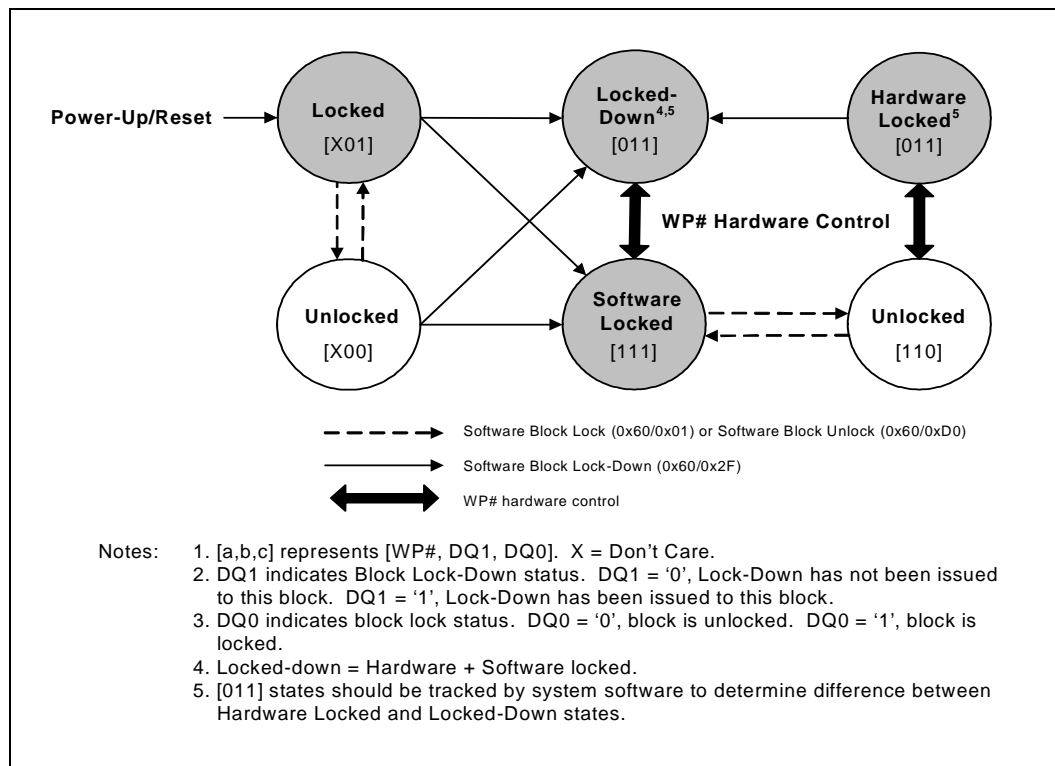 Power-Up/Reset
Locked
[X01]
Locked-
Down4,5
[011]
Hardware
Locked5
[011]
WP# Hardware Control
Unlocked
[X00]
Software
Locked
[111]
Unlocked
[110]
Software Block Lock (0x60/0x01) or Software Block Unlock (0x60/0xD0)
Software Block Lock-Down (0x60/0x2F)
WP# hardware control
Notes: 1. [a,b,c] represents [WP#, DQ1, DQ0]. X = Don't Care.
2. DQ1 indicates Block Lock-Down status. DQ1 = ‘0’, Lock-Down has not been issued
to this block. DQ1 = ‘1’, Lock-Down has been issued to this block.
3. DQ0 indicates block lock status. DQ0 = ‘0’, block is unlocked. DQ0 = ‘1’, block is
locked.
4. Locked-down = Hardware + Software locked.
5. [011] states should be tracked by system software to determine difference between
Hardware Locked and Locked-Down states.